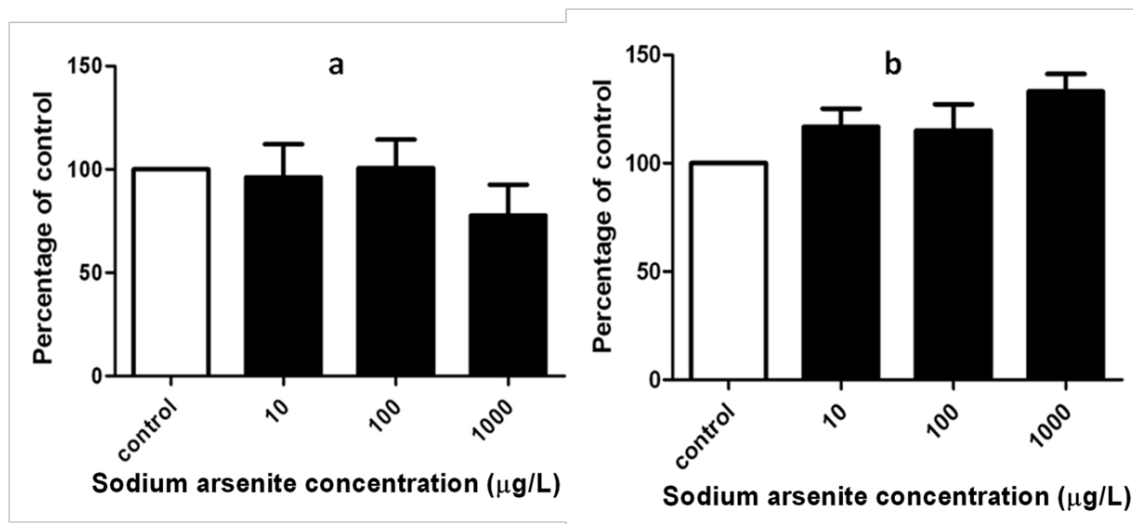 a
150
100
50
0
Percentage of control
control
10
100
1000
Sodium arsenite concentration (μg/L)
b
150
100
50
0
Percentage of control
control
10
100
1000
Sodium arsenite concentration (μg/L)